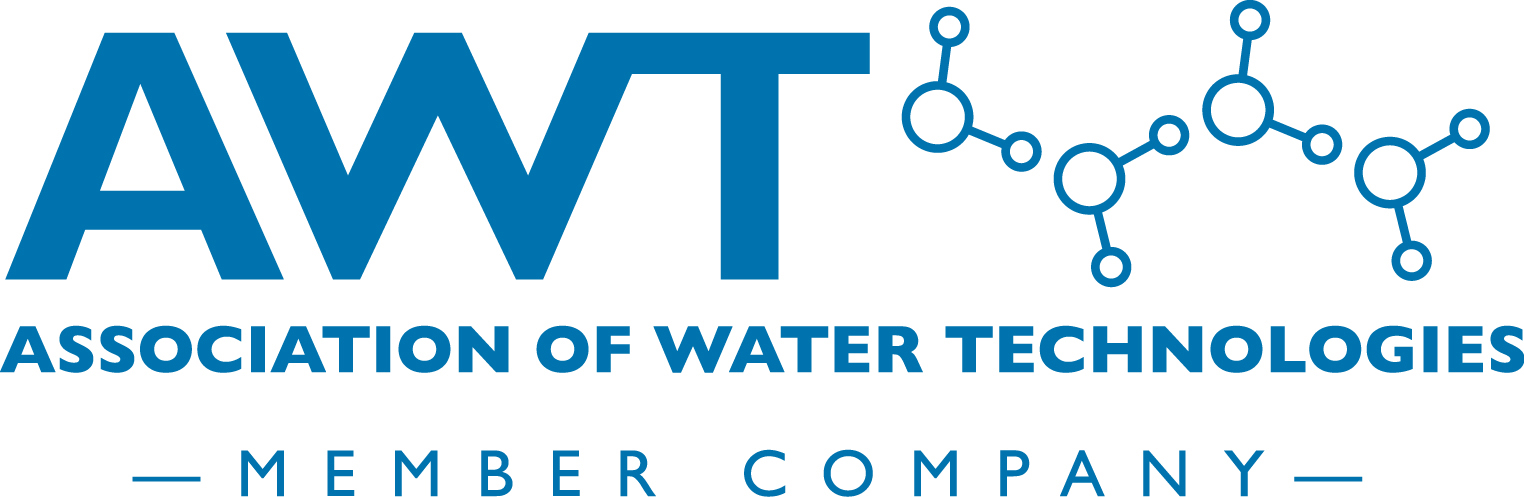 AWT
ASSOCIATION OF WATER TECHNOLOGIES
— MEMBER COMPANY —